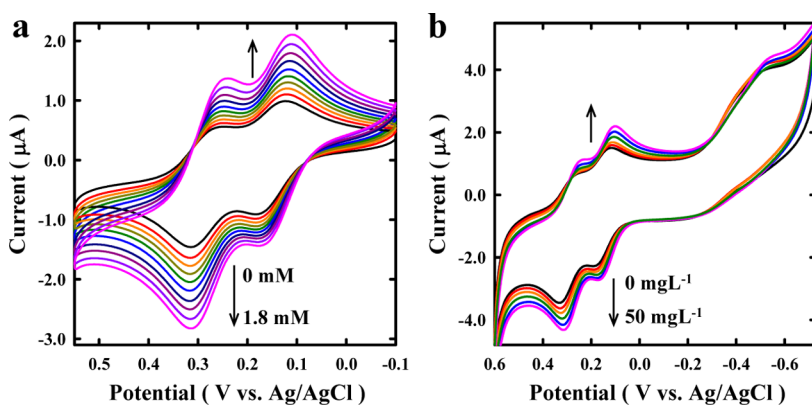 a
2.0
1.0
0.0
-1.0
-2.0
-3.0
Current ( μA )
0 mM
1.8 mM
0.5 0.4 0.3 0.2 0.1 0.0 -0.1
Potential ( V vs. Ag/AgCl )
b
4.0
2.0
0.0
-2.0
-4.0
Current ( μA )
0 mgL-1
50 mgL-1
0.6 0.4 0.2 0.0 -0.2 -0.4 -0.6
Potential ( V vs. Ag/AgCl )